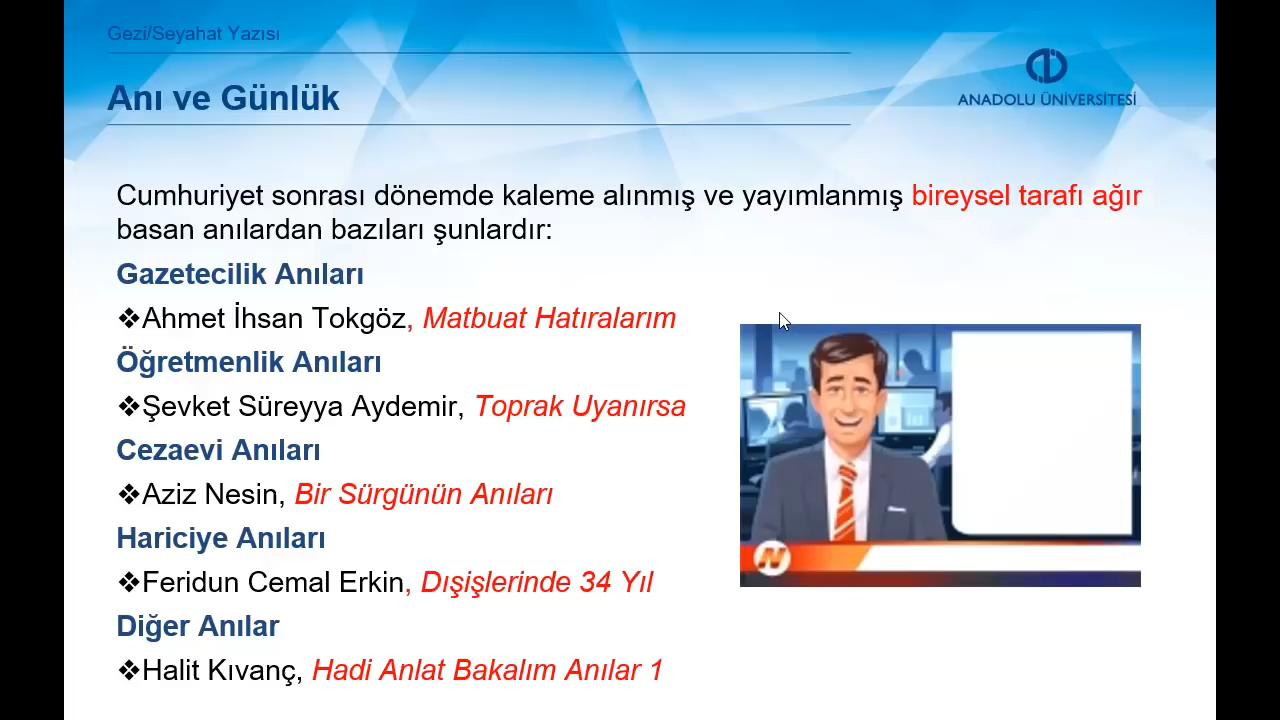 Gezi/Seyahat Yazısı
Anı ve Günlük
ANADOLU ÜNİVERSİTESİ
Cumhuriyet sonrası dönemde kaleme alınmış ve yayımlanmış bireysel tarafı ağır
basan anılardan bazıları şunlardır:
Gazetecilik Anıları
❖Ahmet İhsan Tokgöz, Matbuat Hatıralarım
Öğretmenlik Anıları
❖Şevket Süreyya Aydemir, Toprak Uyanırsa
Cezaevi Anıları
❖Aziz Nesin, Bir Sürgünün Anıları
Hariciye Anıları
❖Feridun Cemal Erkin, Dışişlerinde 34 Yıl
Diğer Anılar
❖Halit Kıvanç, Hadi Anlat Bakalım Anılar 1
N